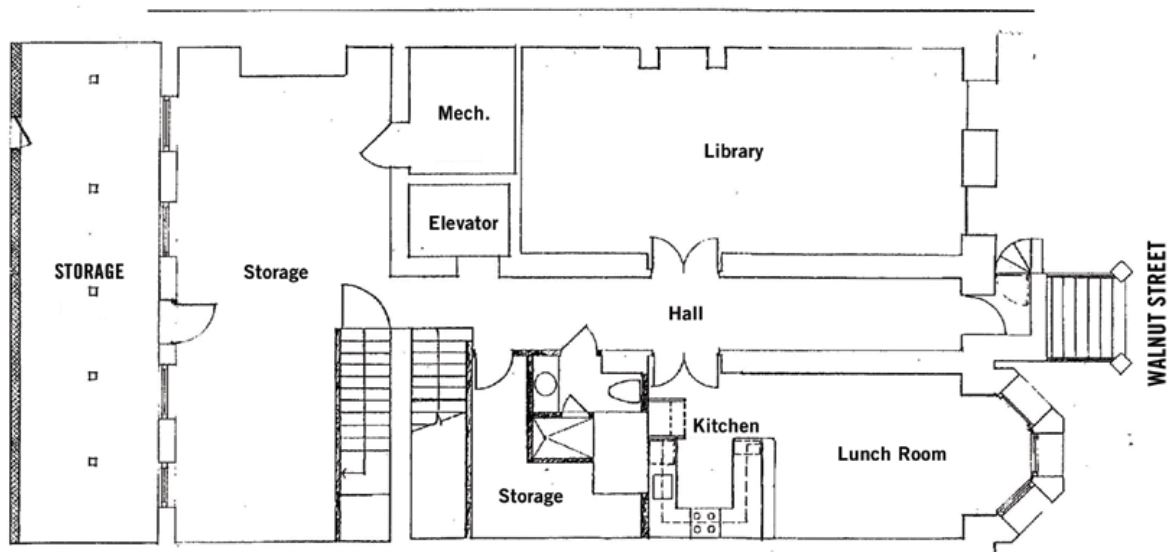 Mech.
Library
Elevator
STORAGE
Storage
Hall
WALNUT STREET
Kitchen
Lunch Room
Storage